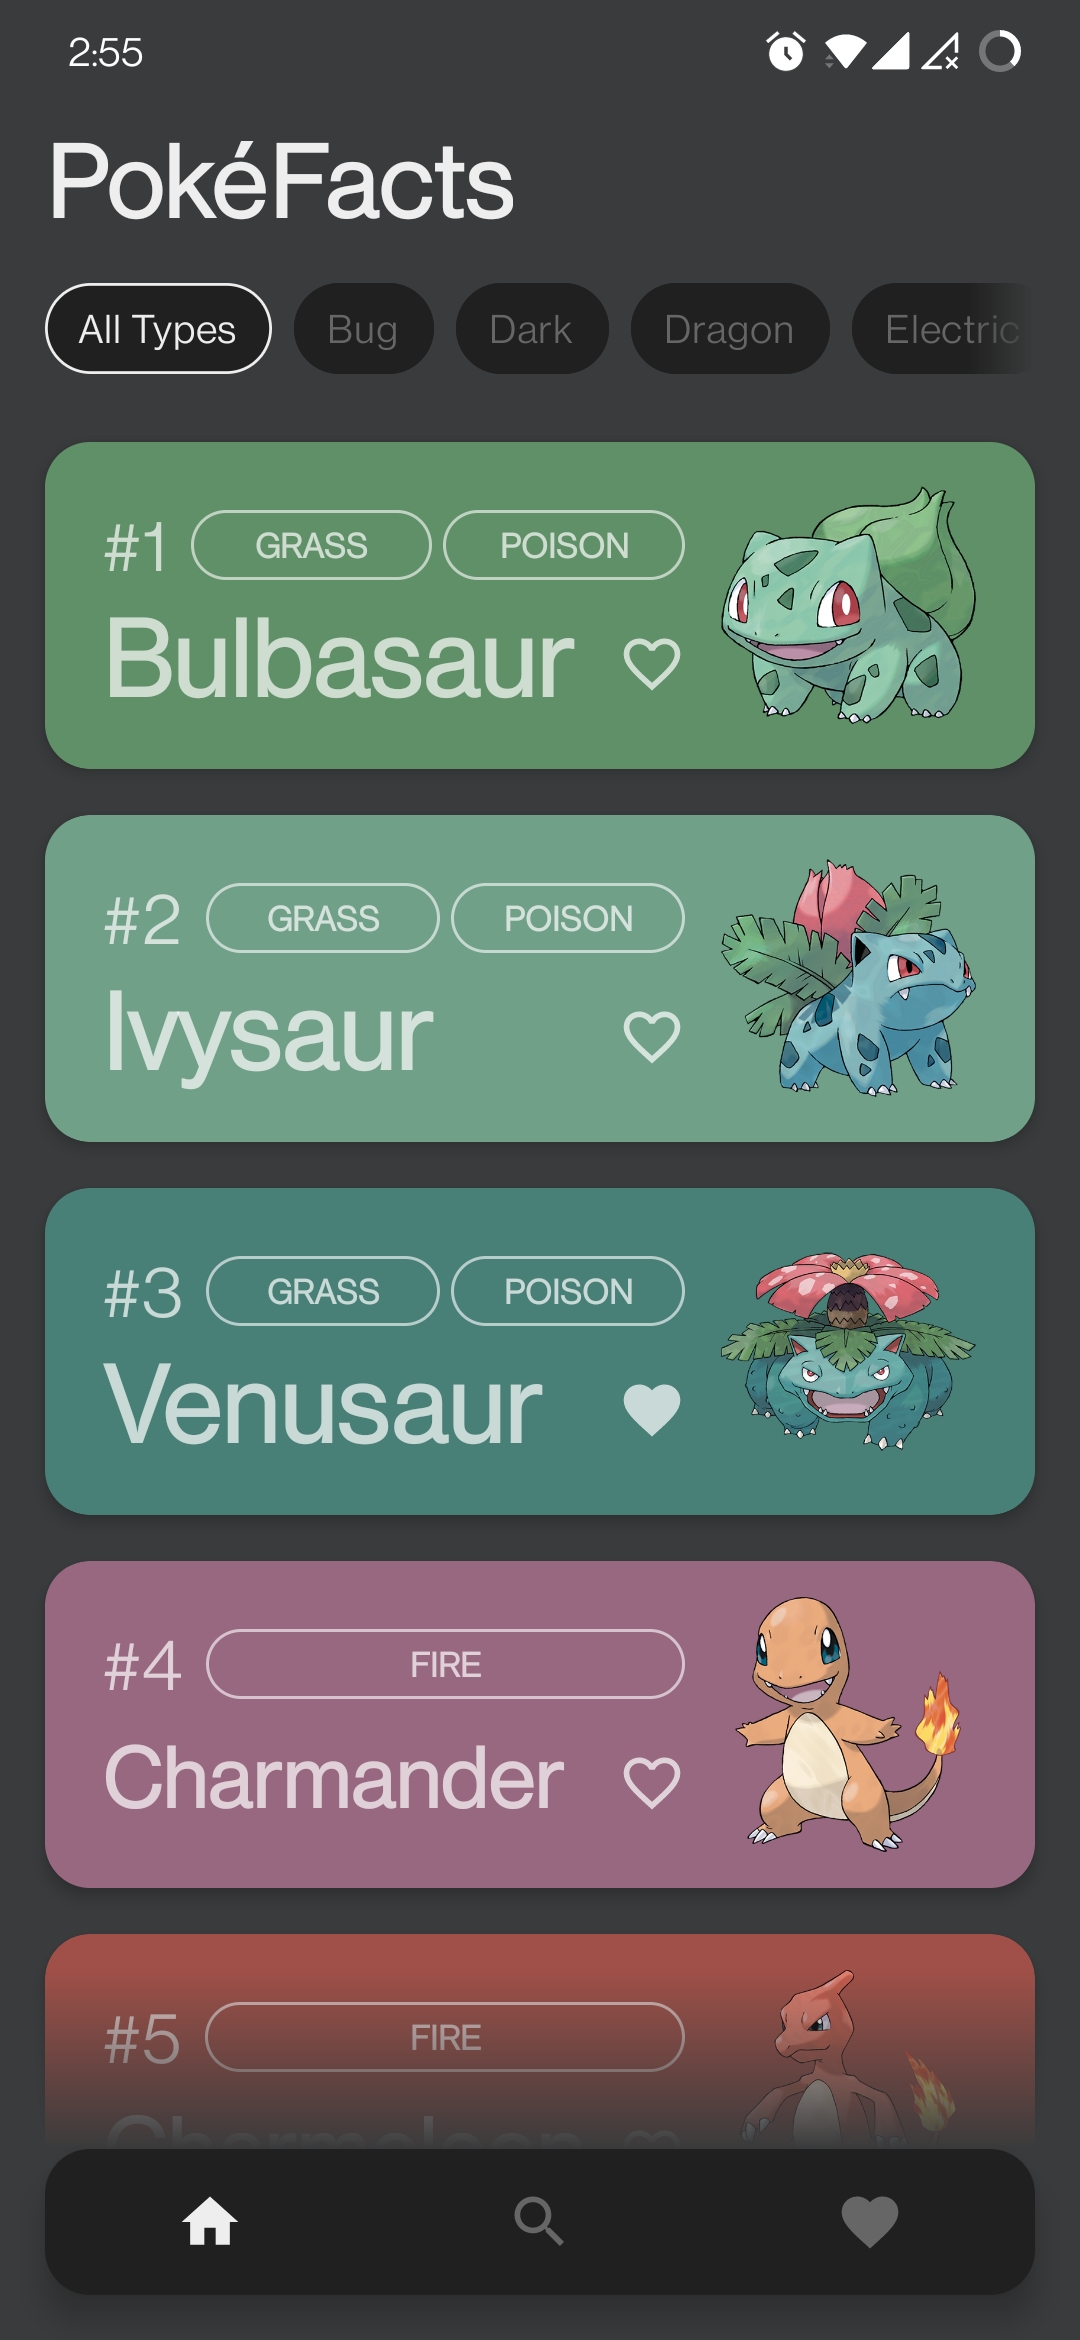 2:55
PokéFacts
All Types Bug Dark Dragon Electric
#1 GRASS POISON
Bulbasaur
#2 GRASS POISON
Ivysaur
#3 GRASS POISON
Venusaur
#4 FIRE
Charmander
#5 FIRE
Charmeleon